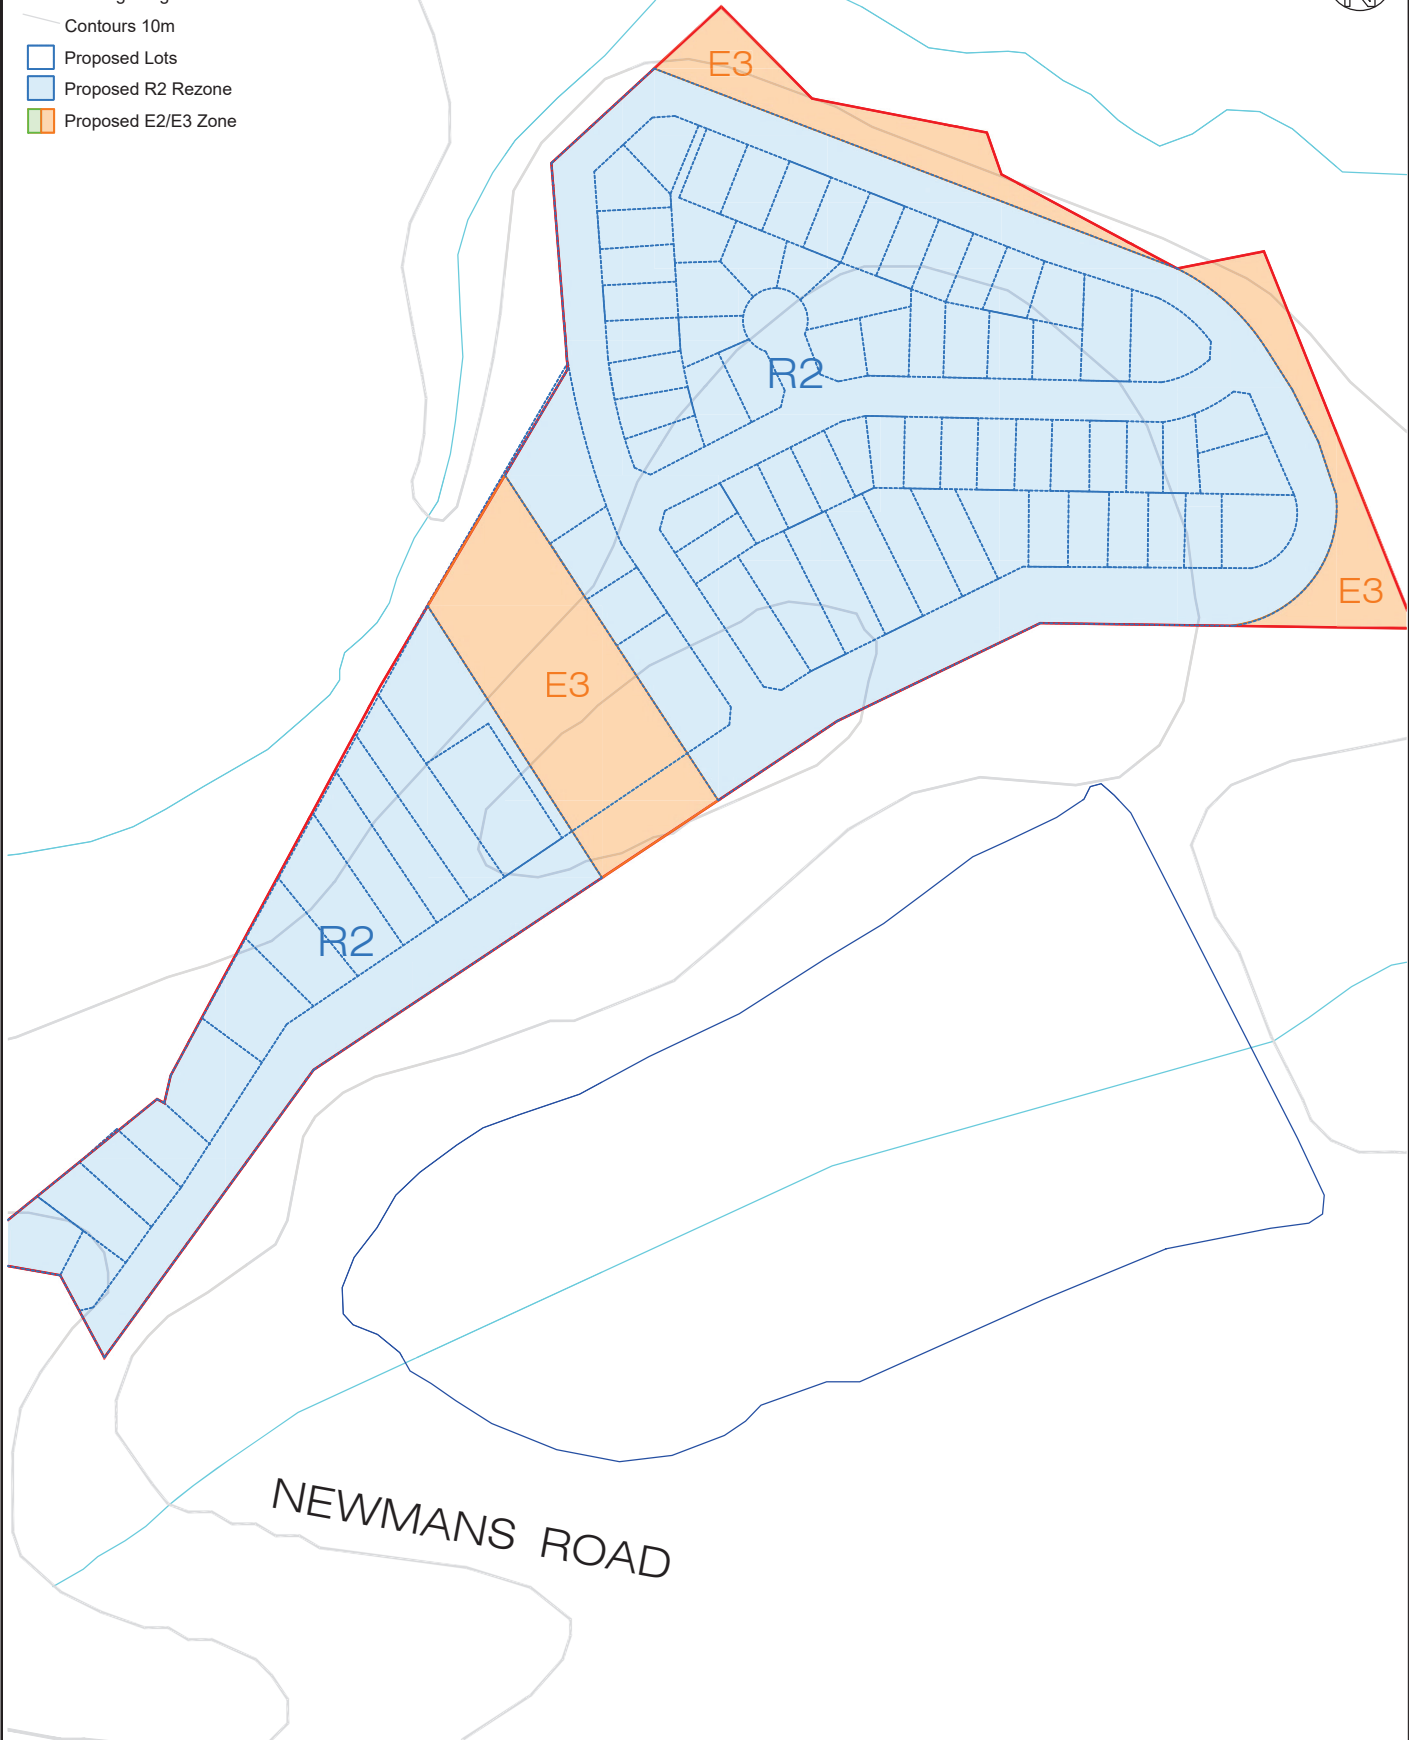 Contours 10m
Proposed Lots
Proposed R2 Rezone
Proposed E2/E3 Zone
E3
R2
E3
E3
R2
NEWMANS ROAD